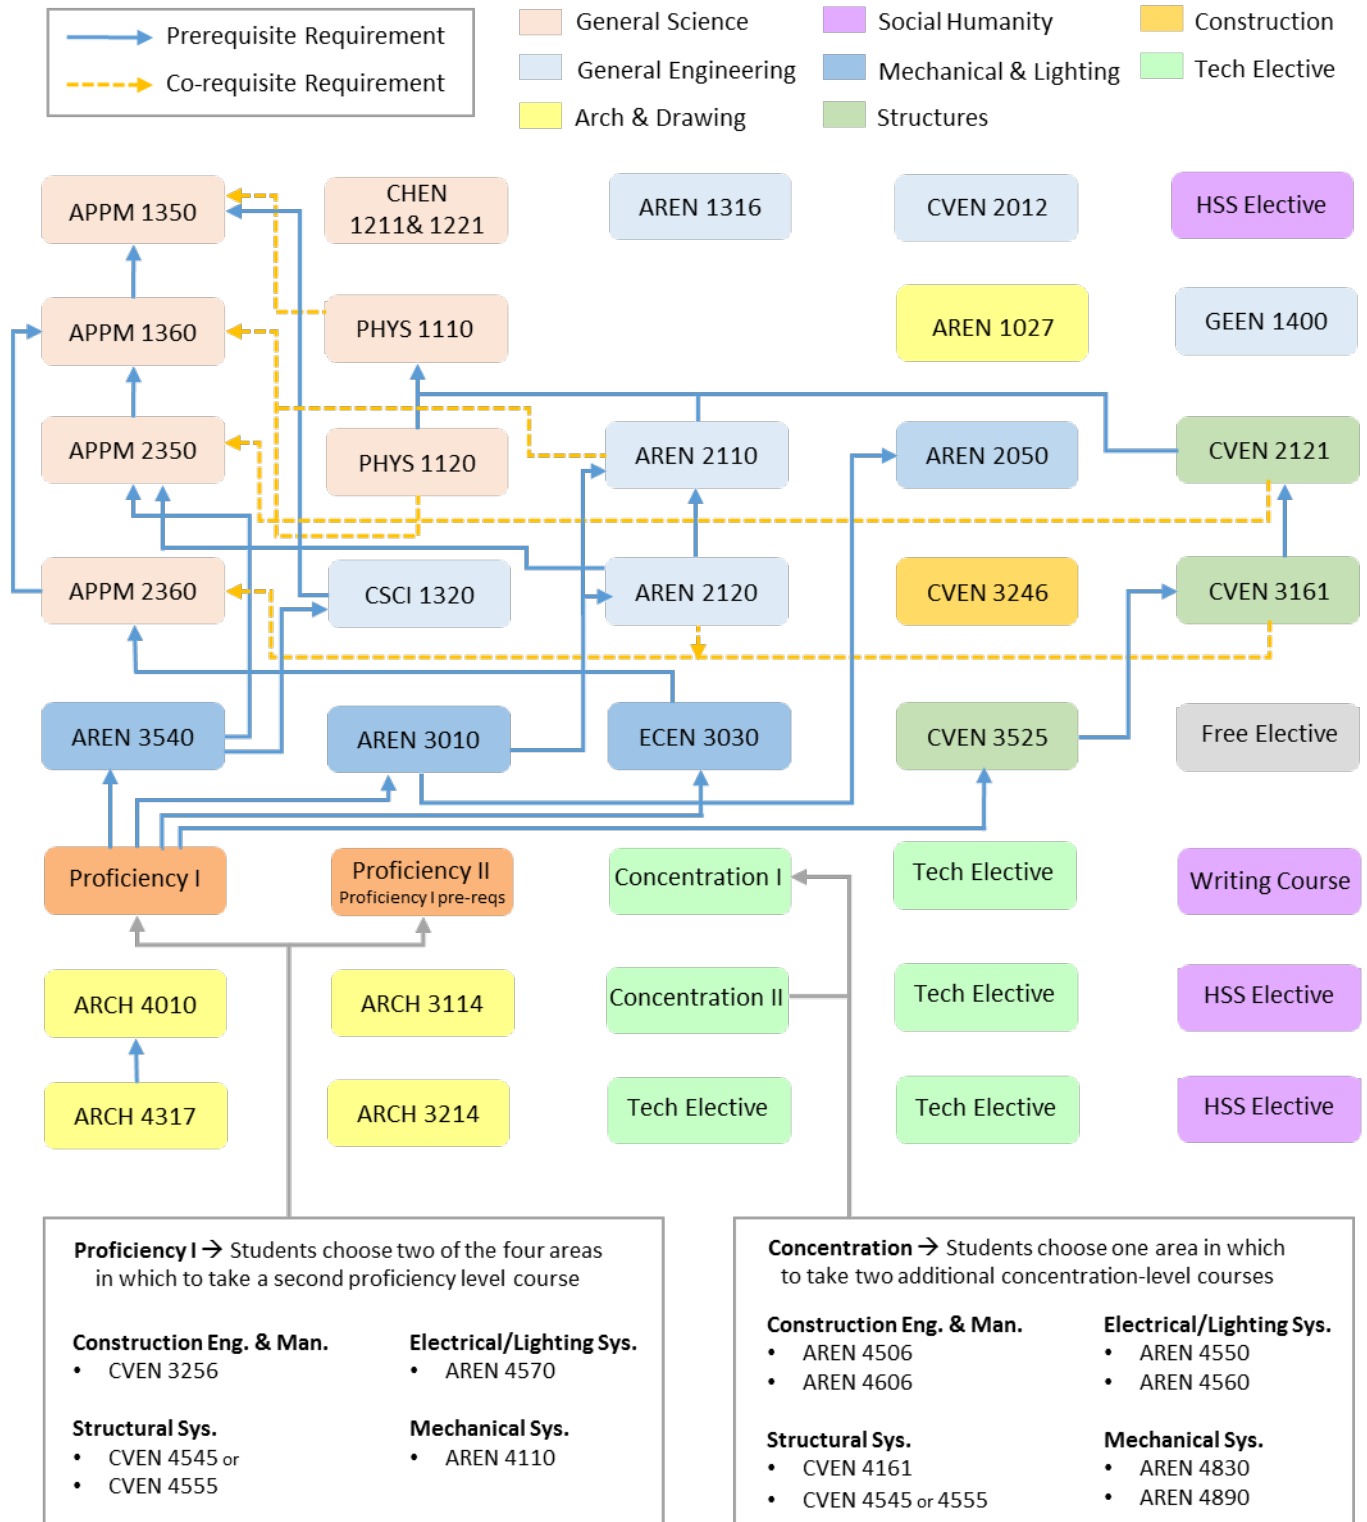 Prerequisite Requirement
Co-requisite Requirement
General Science
Social Humanity
Construction
General Engineering
Mechanical & Lighting
Tech Elective
Arch & Drawing
Structures
APPM 1350
CHEN
1211& 1221
AREN 1316
CVEN 2012
HSS Elective
APPM 1360
PHYS 1110
AREN 1027
GEEN 1400
APPM 2350
PHYS 1120
AREN 2110
AREN 2050
CVEN 2121
APPM 2360
CSCI 1320
AREN 2120
CVEN 3246
CVEN 3161
AREN 3540
AREN 3010
ECEN 3030
CVEN 3525
Free Elective
Proficiency I
Proficiency II
Proficiency I pre-reqs
Concentration I
Tech Elective
Writing Course
ARCH 4010
ARCH 3114
Concentration II
Tech Elective
HSS Elective
ARCH 4317
ARCH 3214
Tech Elective
Tech Elective
HSS Elective
Proficiency I → Students choose two of the four areas
in which to take a second proficiency level course
Construction Eng. & Man.
• CVEN 3256
Electrical/Lighting Sys.
• AREN 4570
Structural Sys.
• CVEN 4545 or
• CVEN 4555
Mechanical Sys.
• AREN 4110
Concentration → Students choose one area in which
to take two additional concentration-level courses
Construction Eng. & Man.
• AREN 4506
• AREN 4606
Electrical/Lighting Sys.
• AREN 4550
• AREN 4560
Structural Sys.
• CVEN 4161
• CVEN 4545 or 4555
Mechanical Sys.
• AREN 4830
• AREN 4890